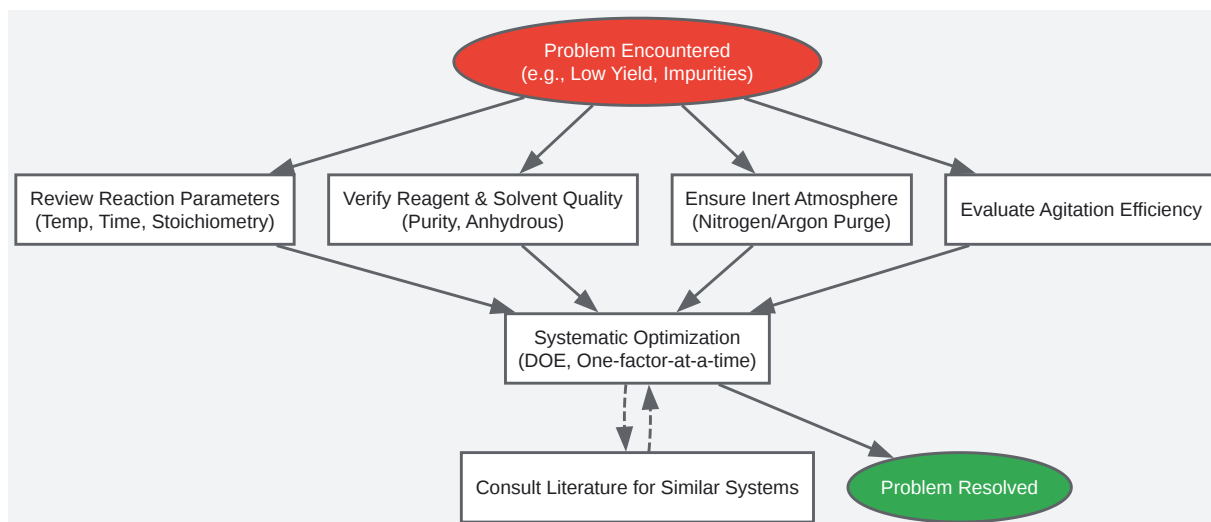 Problem Encountered
(e.g., Low Yield, Impurities)
Review Reaction Parameters
(Temp, Time, Stoichiometry)
Verify Reagent & Solvent Quality
(Purity, Anhydrous)
Ensure Inert Atmosphere
(Nitrogen/Argon Purge)
Evaluate Agitation Efficiency
Systematic Optimization
(DOE, One-factor-at-a-time)
Consult Literature for Similar Systems
Problem Resolved